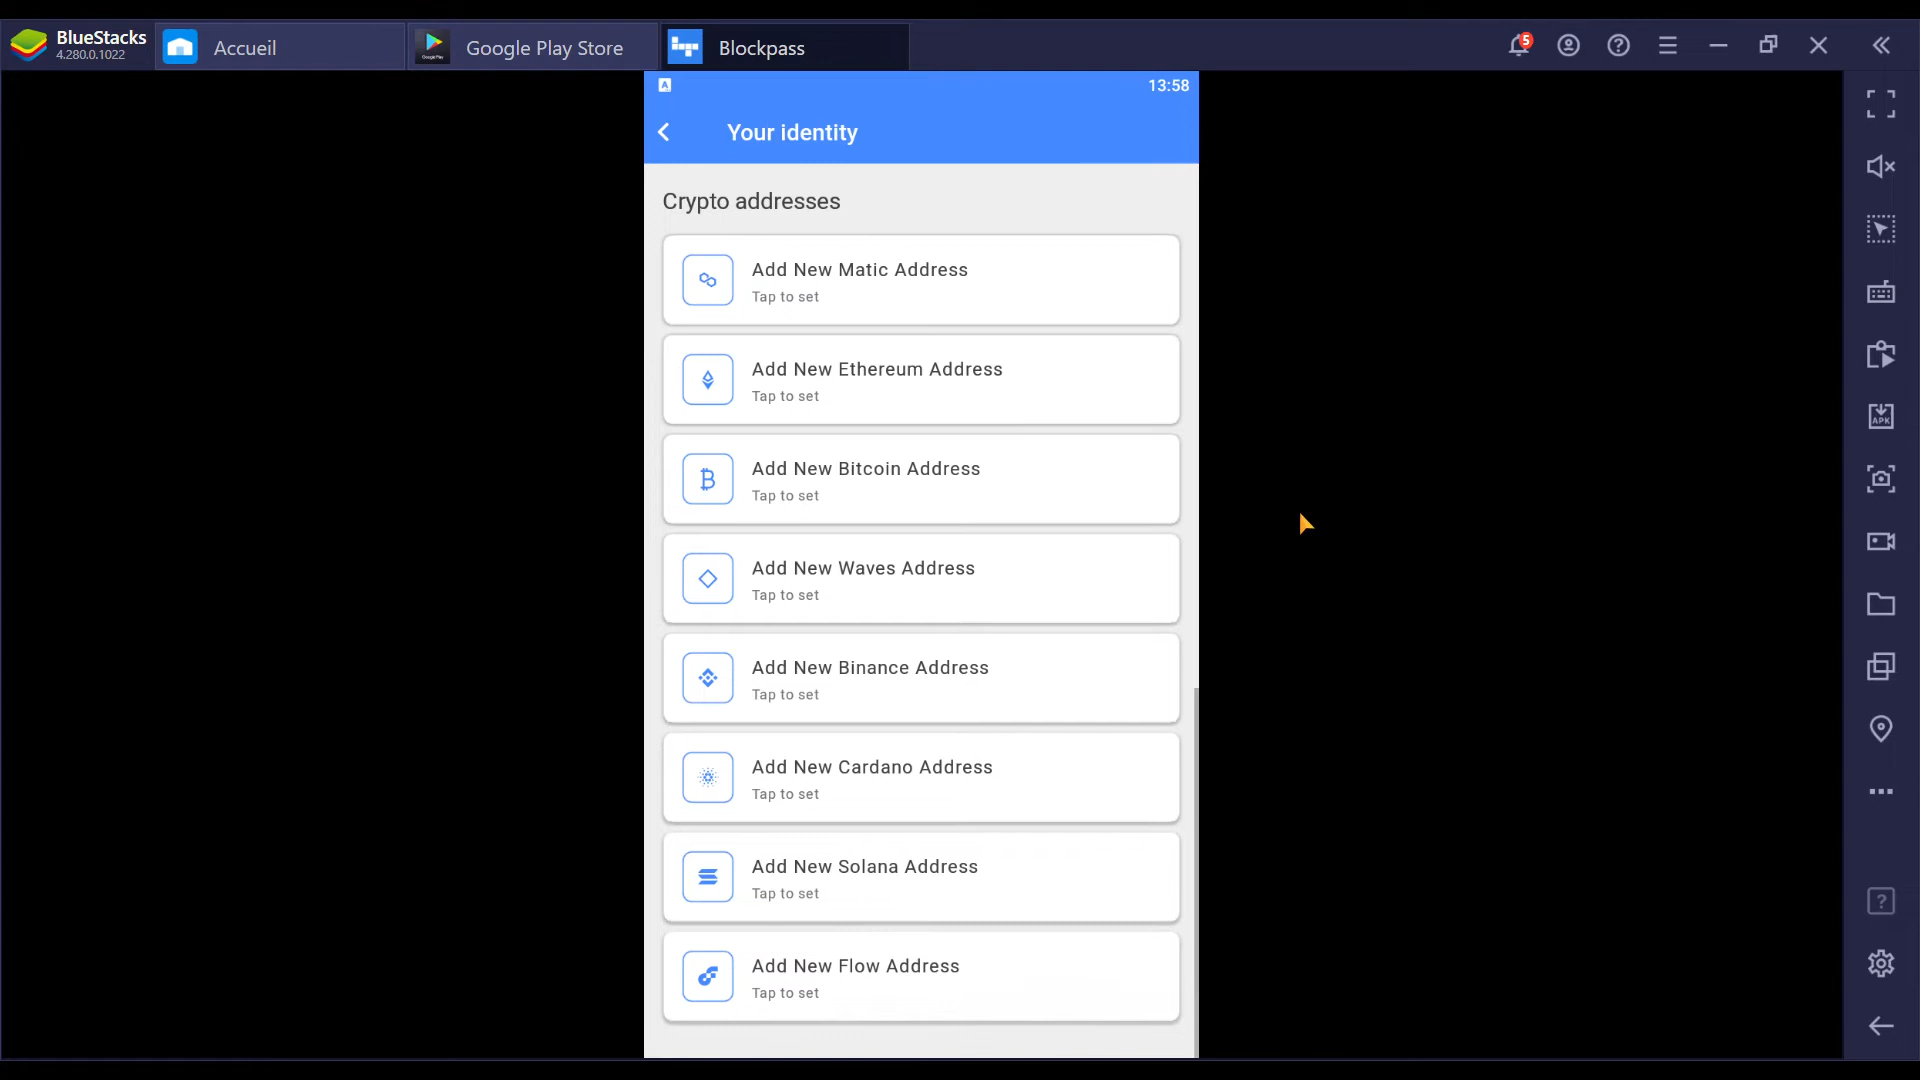 BlueStacks
4.280.0.1022
Accueil
Google Play
Google Play Store
Blockpass
5
A
13:58
Your identity
Crypto addresses
Add New Matic Address
Tap to set
Add New Ethereum Address
Tap to set
Add New Bitcoin Address
Tap to set
Add New Waves Address
Tap to set
Add New Binance Address
Tap to set
Add New Cardano Address
Tap to set
Add New Solana Address
Tap to set
Add New Flow Address
Tap to set
APK